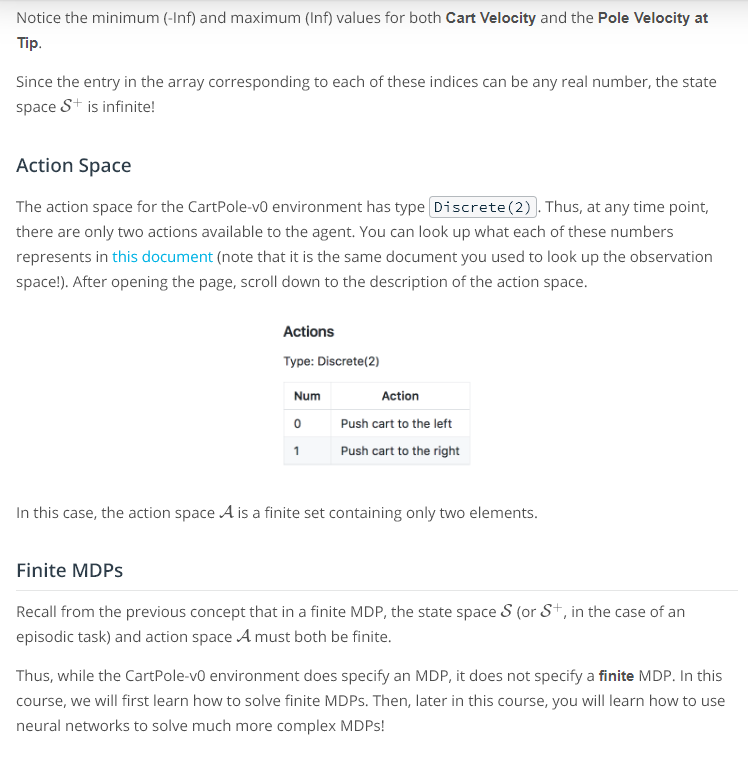 Notice the minimum (-Inf) and maximum (Inf) values for both Cart Velocity and the Pole Velocity at
Tip.
Since the entry in the array corresponding to each of these indices can be any real number, the state
space S⁺ is infinite!
Action Space
The action space for the CartPole-v0 environment has type Discrete(2). Thus, at any time point,
there are only two actions available to the agent. You can look up what each of these numbers
represents in this document (note that it is the same document you used to look up the observation
space!). After opening the page, scroll down to the description of the action space.
Actions
Type: Discrete(2)
Num Action
0 Push cart to the left
1 Push cart to the right
In this case, the action space A is a finite set containing only two elements.
Finite MDPs
Recall from the previous concept that in a finite MDP, the state space S (or S⁺, in the case of an
episodic task) and action space A must both be finite.
Thus, while the CartPole-v0 environment does specify an MDP, it does not specify a finite MDP. In this
course, we will first learn how to solve finite MDPs. Then, later in this course, you will learn how to use
neural networks to solve much more complex MDPs!